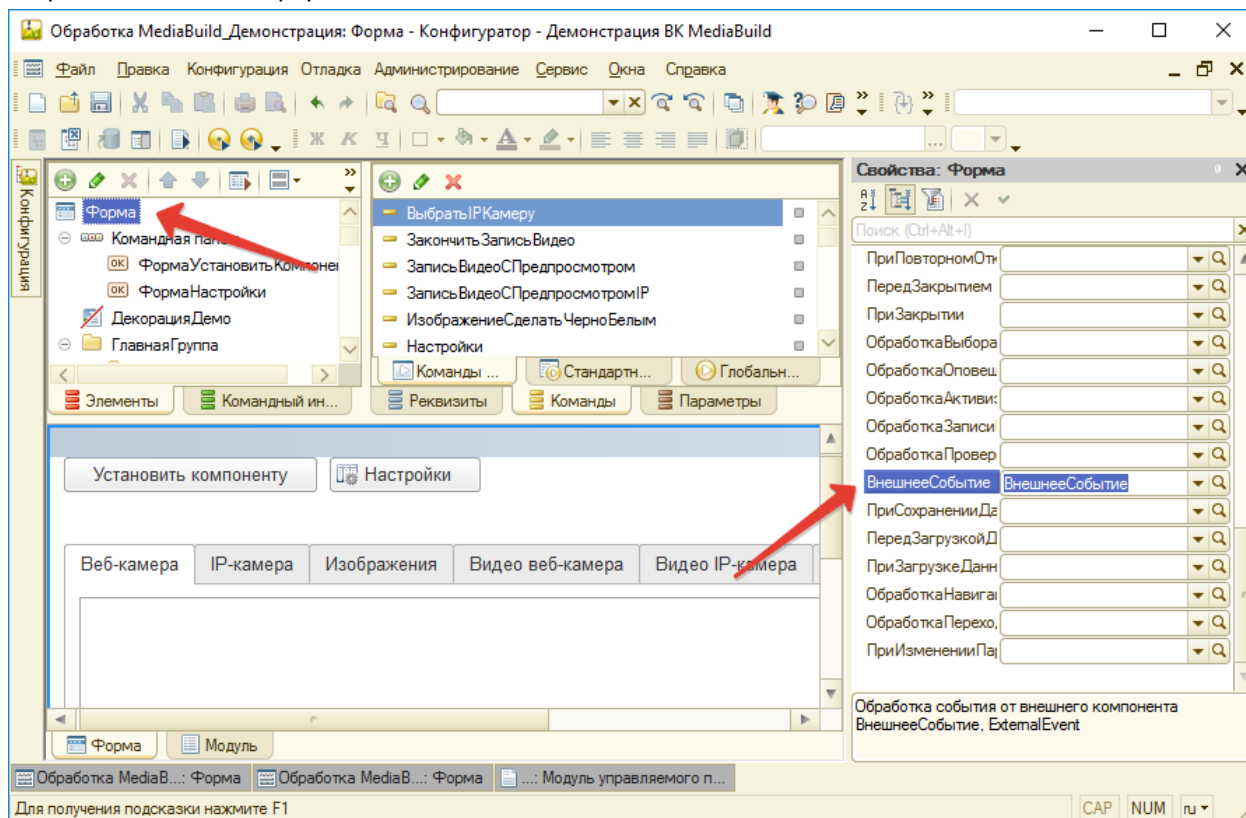 Обработка MediaBuild_Демонстрация: Форма - Конфигуратор - Демонстрация ВК MediaBuild
Файл Правка Конфигурация Отладка Администрирование Сервис Окна Справка
Ж К Ч
Конфигурация
Форма
Командная
ФормаУстановитьКомпонен
ФормаНастройки
ДекорацияДемо
ГлавнаяГруппа
Элементы Командный ин...
ВыбратьIPКамеру
ЗакончитьЗаписьВидео
ЗаписьВидеоСПредпросмотром
ЗаписьВидеоСПредпросмотромIP
ИзображениеСделатьЧерноБелым
Настройки
Команды ... Стандартн... Глобальн...
Реквизиты Команды Параметры
Установить компоненту Настройки
Веб-камера IP-камера Изображения Видео веб-камера Видео IP-камера
Форма Модуль
Свойства: Форма
Поиск (Ctrl+Alt+I)
ПриПовторномОтк
ПередЗакрытием
ПриЗакрытии
ОбработкаВыбора
ОбработкаОповещ
ОбработкаАктиви
ОбработкаЗаписи
ОбработкаПровер
ВнешнееСобытие ВнешнееСобытие
ПриСохраненииДа
ПередЗагрузкойД
ПриЗагрузкеДанн
ОбработкаНавига
ОбработкаПерехо
ПриИзмененииПа
Обработка события от внешнего компонента
ВнешнееСобытие, ExternalEvent
Обработка MediaB...: Форма Обработка MediaB...: Форма ...: Модуль управляемого п...
Для получения подсказки нажмите F1 CAP NUM ru